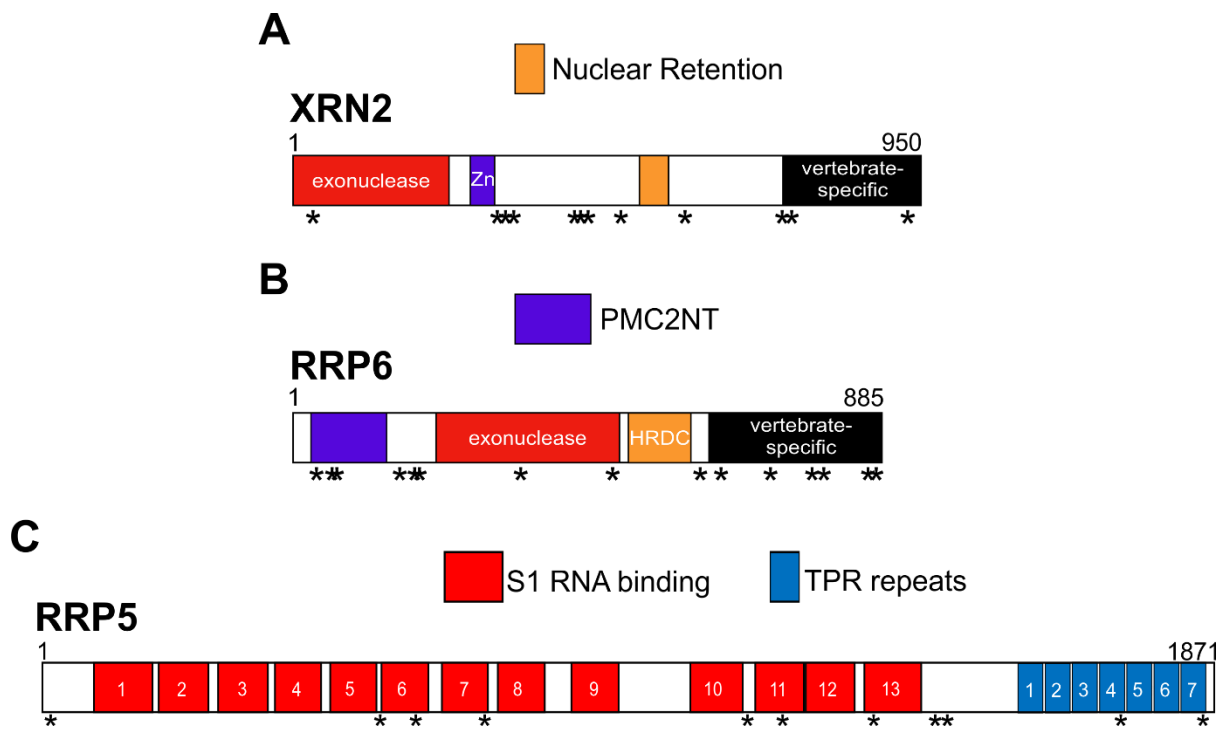 A
Nuclear Retention
XRN2
1 950
exonuclease Zn vertebrate-
specific
* *** *** * * ** *
B
PMC2NT
RRP6
1 885
exonuclease HRDC vertebrate-
specific
*** *** * * * * * ** **
C
S1 RNA binding TPR repeats
RRP5
1 1871
1 2 3 4 5 6 7 8 9 10 11 12 13 1 2 3 4 5 6 7
* * * * * * * ** * *